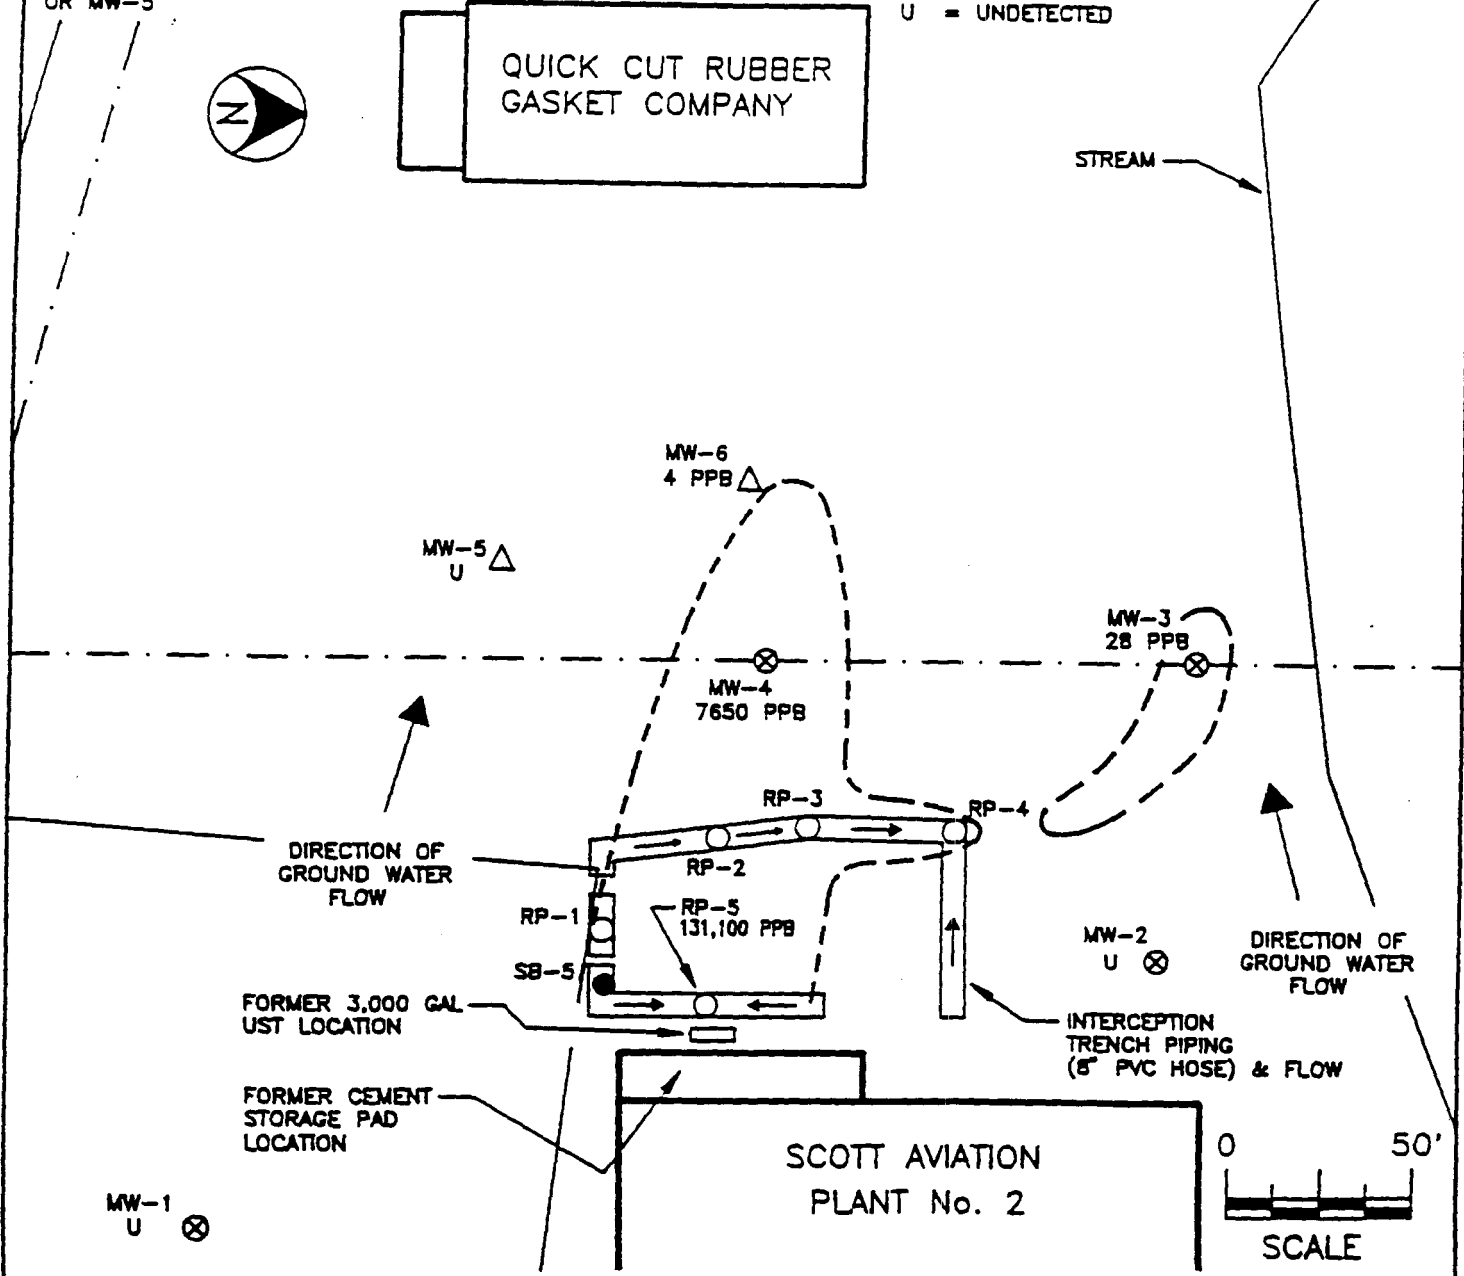 OR MW-5
U = UNDETECTED
QUICK CUT RUBBER
GASKET COMPANY
N
STREAM
MW-6
4 PPB
MW-5
U
MW-3
28 PPB
MW-4
7650 PPB
RP-3
RP-4
DIRECTION OF
GROUND WATER
FLOW
RP-2
RP-1
RP-5
131,100 PPB
MW-2
U
DIRECTION OF
GROUND WATER
FLOW
SB-5
FORMER 3,000 GAL
UST LOCATION
INTERCEPTION
TRENCH PIPING
(8" PVC HOSE) & FLOW
FORMER CEMENT
STORAGE PAD
LOCATION
SCOTT AVIATION
PLANT No. 2
0 50'
SCALE
MW-1
U